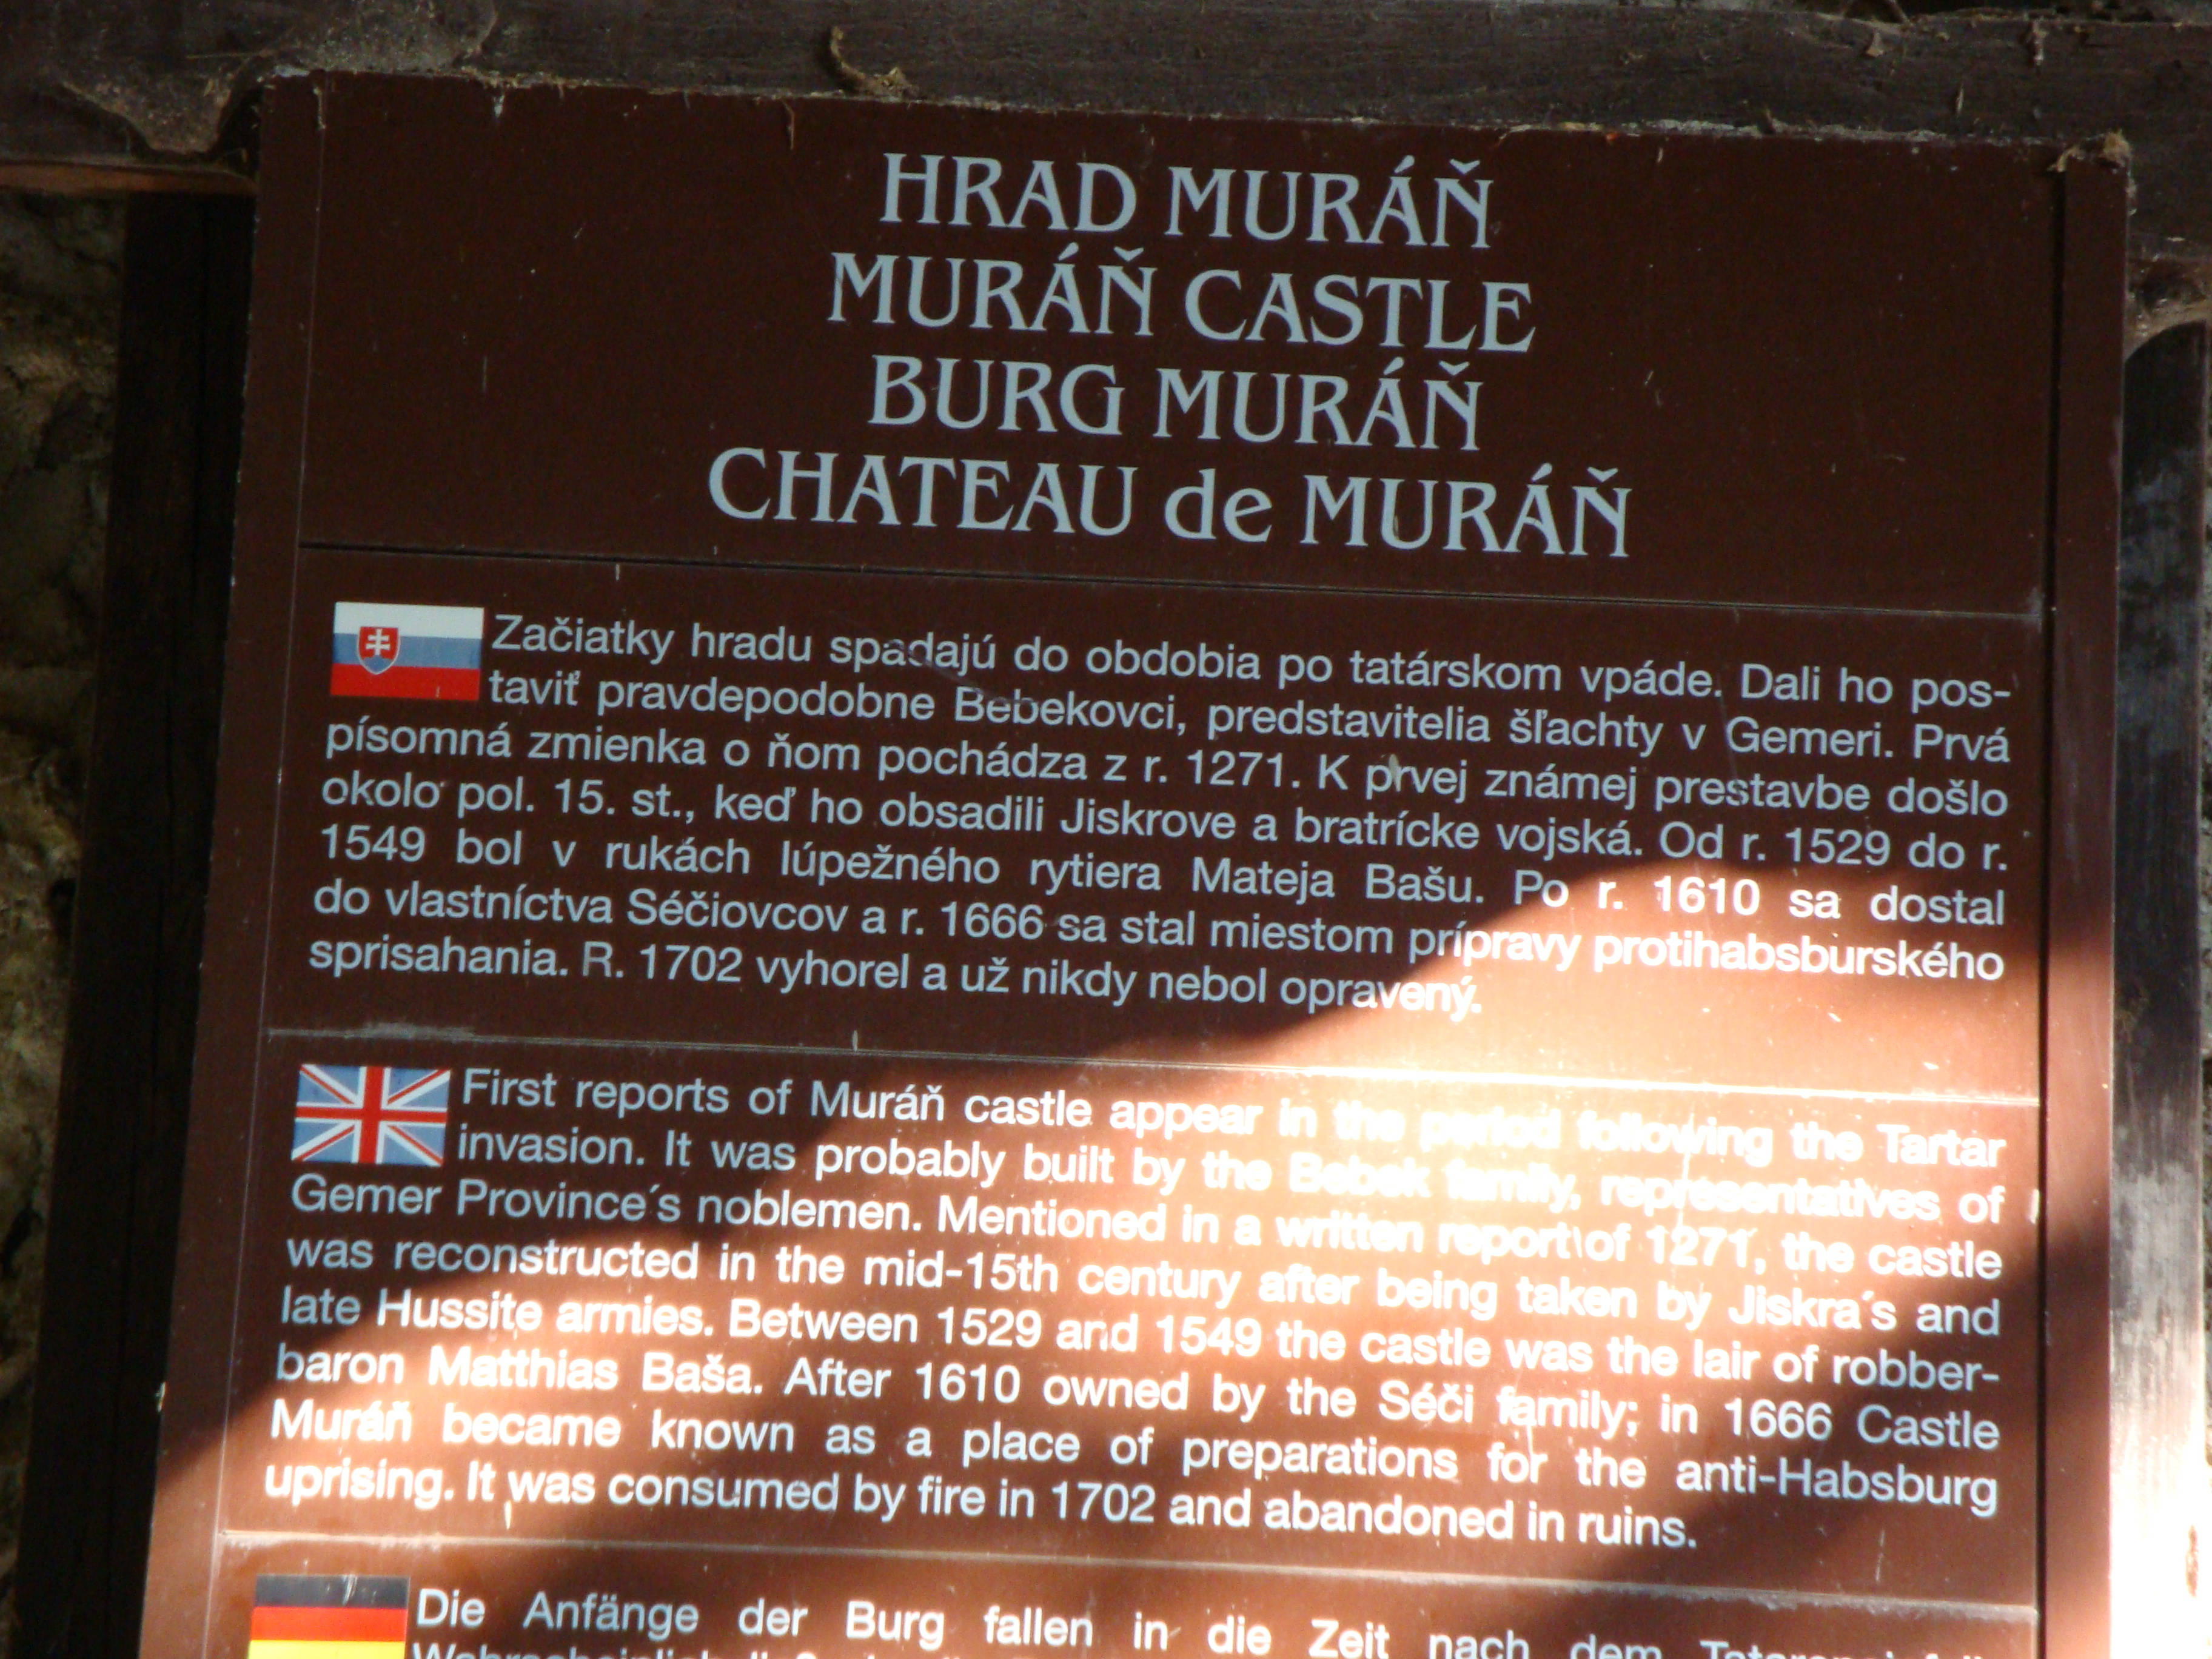 HRAD MURÁŇ
MURÁŇ CASTLE
BURG MURÁŇ
CHATEAU de MURÁŇ
Začiatky hradu spadajú do obdobia po tatárskom vpáde. Dali ho pos-
taviť pravdepodobne Bebekovci, predstavitelia šľachty v Gemeri. Prvá
písomná zmienka o ňom pochádza z r. 1271. K prvej známej prestavbe došlo
okolo pol. 15. st., keď ho obsadili Jiskrove a bratrícke vojská. Od r. 1529 do r.
1549 bol v rukách lúpežného rytiera Mateja Bašu. Po r. 1610 sa dostal
do vlastníctva Séčiovcov a r. 1666 sa stal miestom prípravy protihabsburského
sprisahania. R. 1702 vyhorel a už nikdy nebol opravený.
First reports of Muráň castle appear in the period following the Tartar
invasion. It was probably built by the Bebek family, representatives of
Gemer Province´s noblemen. Mentioned in a written report of 1271, the castle
was reconstructed in the mid-15th century after being taken by Jiskra´s and
late Hussite armies. Between 1529 and 1549 the castle was the lair of robber-
baron Matthias Baša. After 1610 owned by the Séči family; in 1666 Castle
Muráň became known as a place of preparations for the anti-Habsburg
uprising. It was consumed by fire in 1702 and abandoned in ruins.
Die Anfänge der Burg fallen in die Zeit nach dem